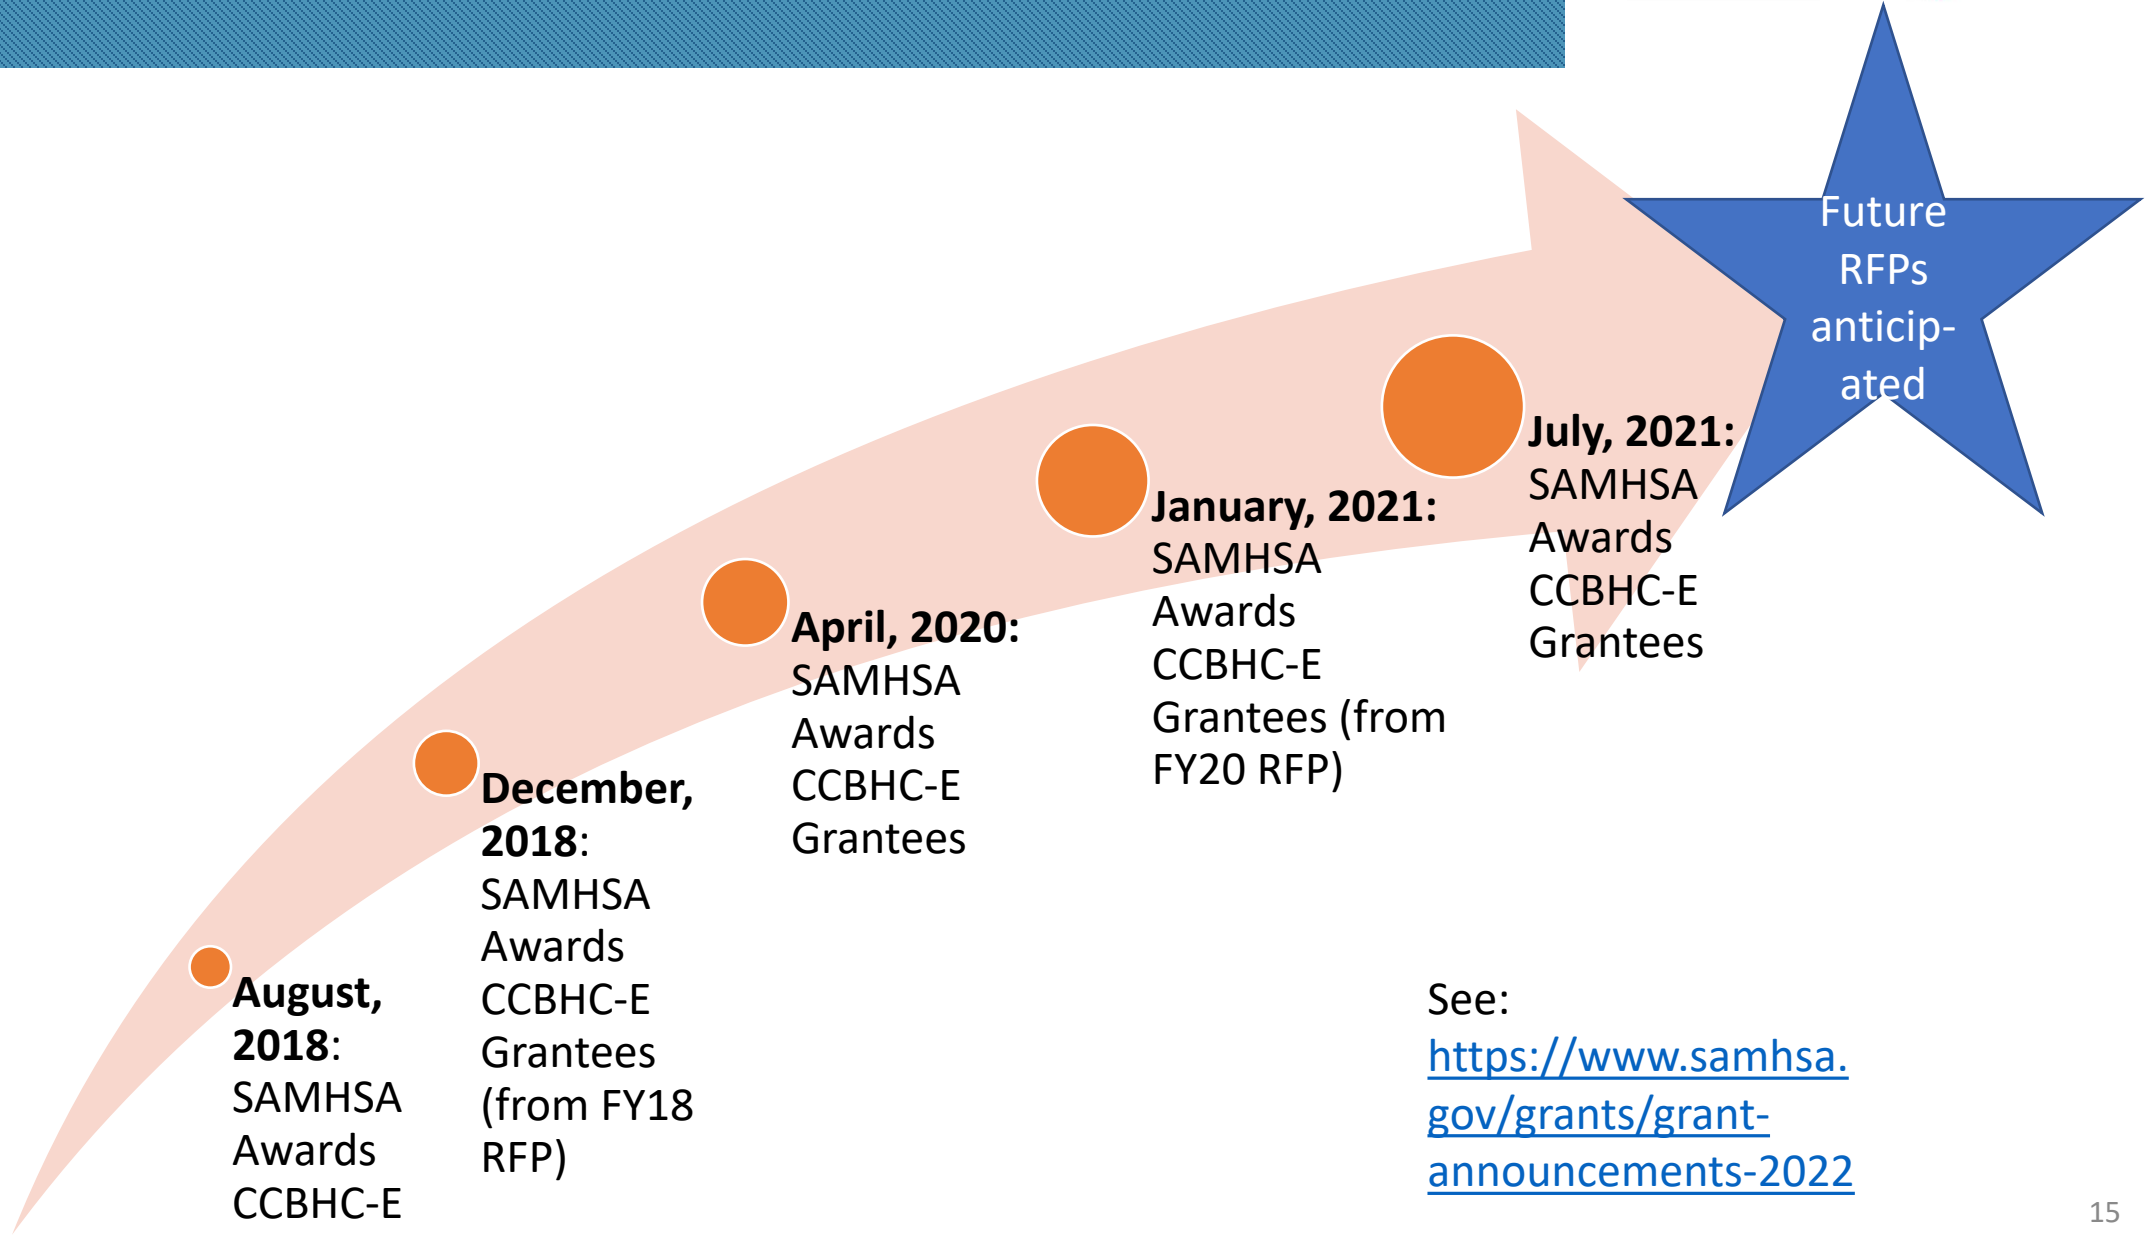 August,
2018:
SAMHSA
Awards
CCBHC-E
December,
2018:
SAMHSA
Awards
CCBHC-E
Grantees
(from FY18
RFP)
April, 2020:
SAMHSA
Awards
CCBHC-E
Grantees
January, 2021:
SAMHSA
Awards
CCBHC-E
Grantees (from
FY20 RFP)
July, 2021:
SAMHSA
Awards
CCBHC-E
Grantees
Future
RFPs
anticip-
ated
See:
https://www.samhsa.
gov/grants/grant-
announcements-2022
15